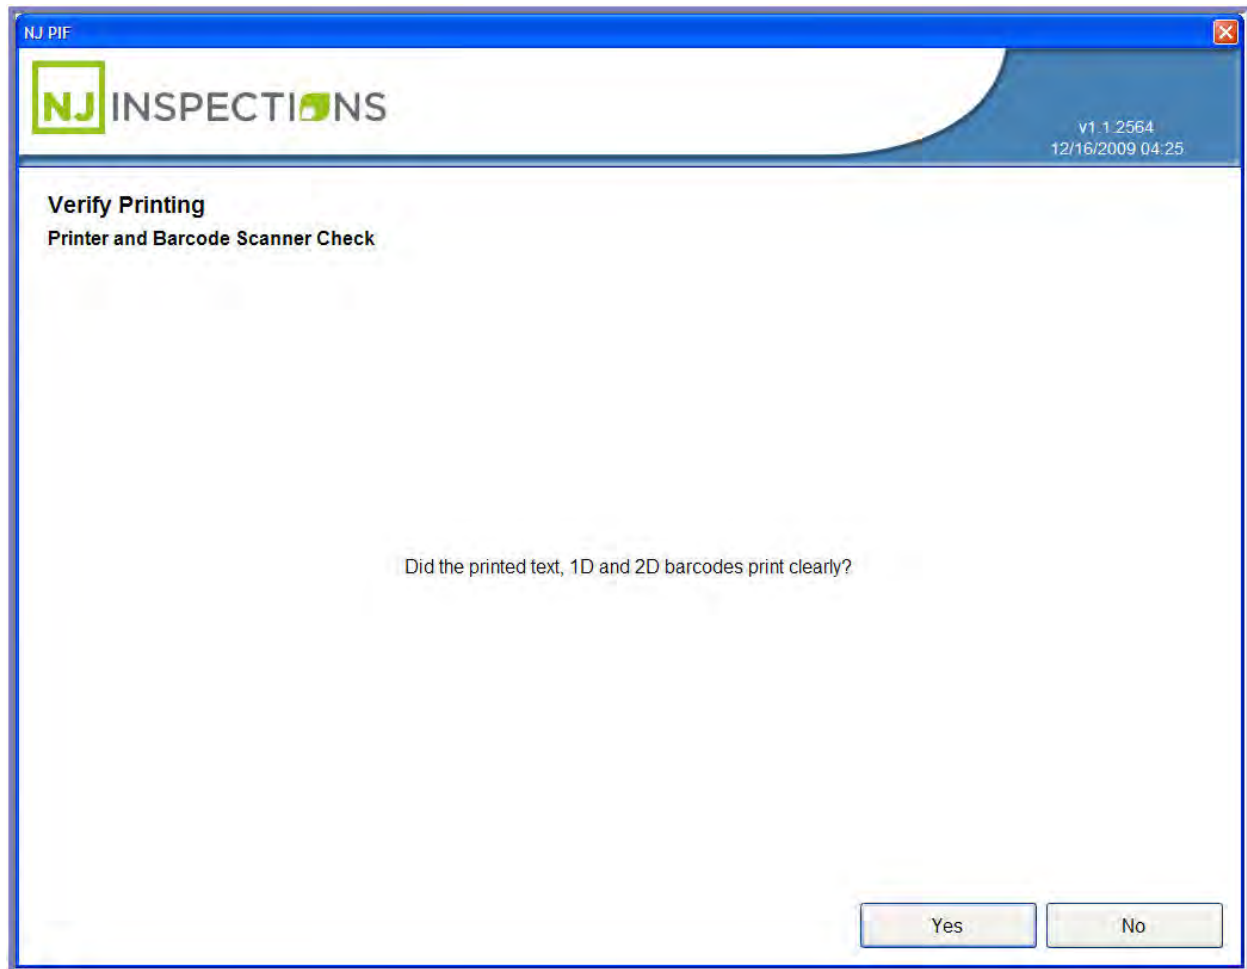 NJ PIF
NJ INSPECTIONS
v1.1.2564
12/16/2009 04:25
Verify Printing
Printer and Barcode Scanner Check
Did the printed text, 1D and 2D barcodes print clearly?
Yes
No